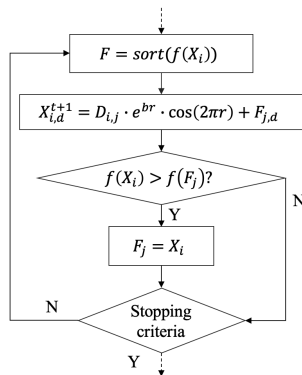 F = sort(f(X_i))
X_{i,d}^{t+1} = D_{i,j} · e^{br} · cos(2πr) + F_{j,d}
f(X_i) > f(F_j)?
N
Y
F_j = X_i
N
Stopping
criteria
Y